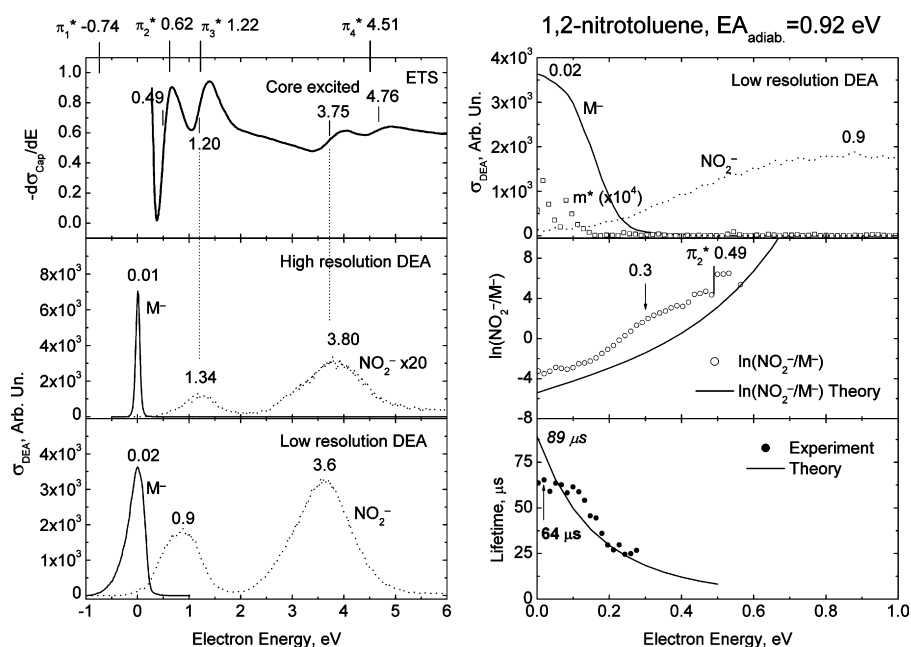 π₁* -0.74 π₂* 0.62 π₃* 1.22 π₄* 4.51
ETS
Core excited
0.49
1.20
3.75
4.76
1.0
0.8
0.6
0.4
0.2
0.0
-dσ_Cap/dE
High resolution DEA
0.01
M⁻
1.34
3.80
NO₂⁻ x20
8x10³
6x10³
4x10³
2x10³
0
Low resolution DEA
0.02
M⁻
0.9
3.6
NO₂⁻
4x10³
3x10³
2x10³
1x10³
0
σ_DEA, Arb. Un.
-1 0 1 2 3 4 5 6
Electron Energy, eV
1,2-nitrotoluene, EA_adiab.=0.92 eV
Low resolution DEA
0.02
M⁻
NO₂⁻
0.9
m* (x10⁴)
4x10³
3x10³
2x10³
1x10³
0
σ_DEA, Arb. Un.
π₂* 0.49
0.3
ln(NO₂⁻/M⁻)
ln(NO₂⁻/M⁻) Theory
8
4
0
-4
-8
ln(NO₂⁻/M⁻)
89 μs
64 μs
Experiment
Theory
75
50
25
0
Lifetime, μs
0.0 0.2 0.4 0.6 0.8 1.0
Electron Energy, eV